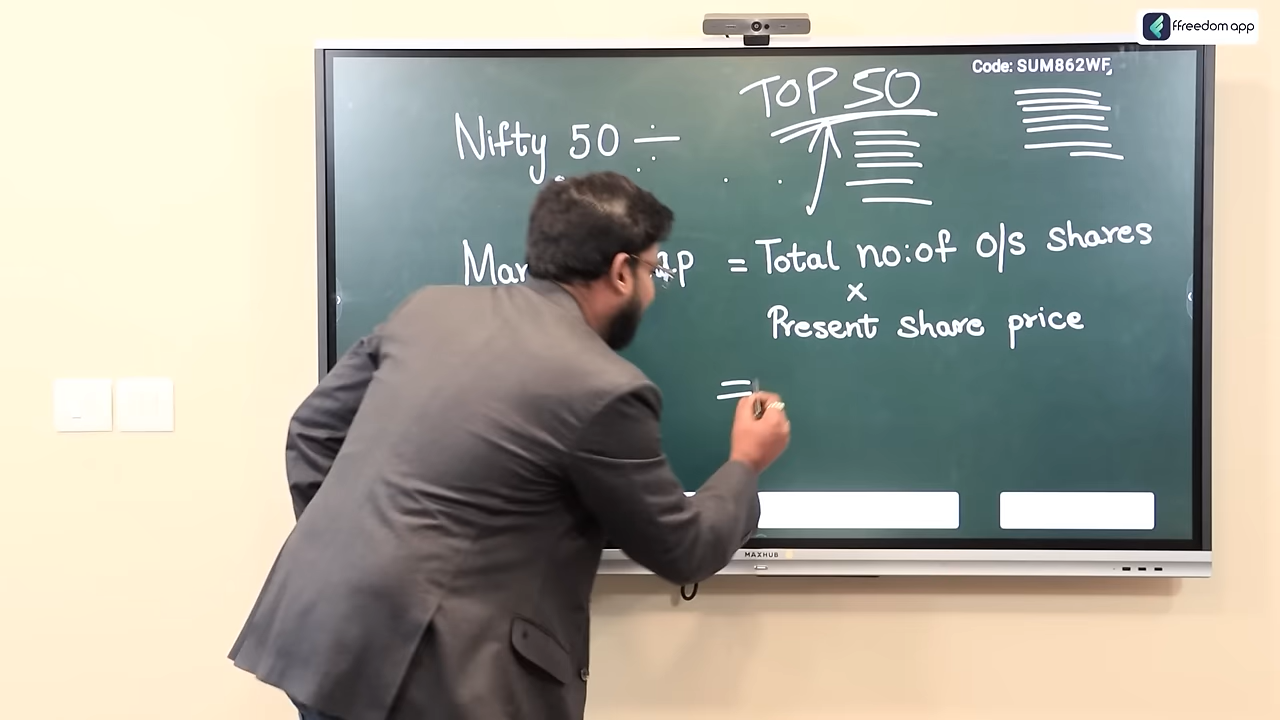 ffreedom app
Code: SUM862WF
TOP 50
Nifty 50 ÷
= Total no:of o/s shares
×
Present share price
=
MAXHUB